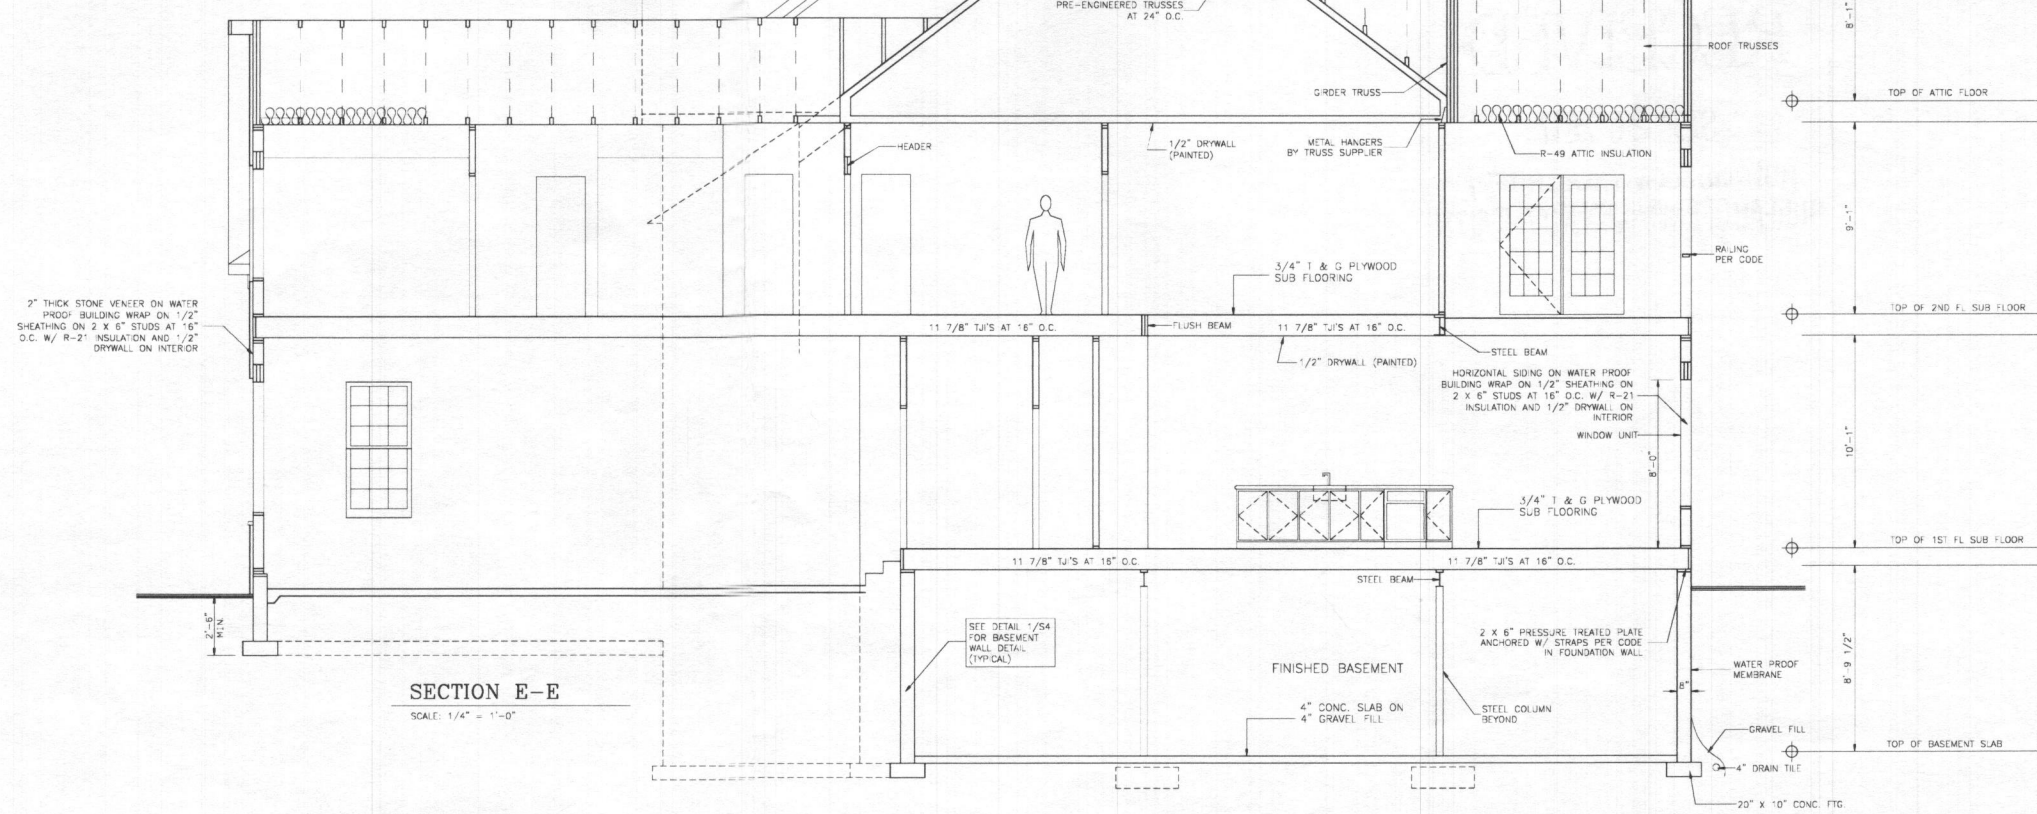 PRE-ENGINEERED TRUSSES
AT 24" O.C.
8'-1"
ROOF TRUSSES
GIRDER TRUSS
TOP OF ATTIC FLOOR
HEADER
1/2" DRYWALL
(PAINTED)
METAL HANGERS
BY TRUSS SUPPLIER
R-49 ATTIC INSULATION
9'-1"
RAILING
PER CODE
3/4" T & G PLYWOOD
SUB FLOORING
2" THICK STONE VENEER ON WATER
PROOF BUILDING WRAP ON 1/2"
SHEATHING ON 2 X 6" STUDS AT 16"
O.C. W/ R-21 INSULATION AND 1/2"
DRYWALL ON INTERIOR
TOP OF 2ND FL SUB FLOOR
11 7/8" TJI'S AT 16" O.C.
FLUSH BEAM
11 7/8" TJI'S AT 16" O.C.
STEEL BEAM
1/2" DRYWALL (PAINTED)
HORIZONTAL SIDING ON WATER PROOF
BUILDING WRAP ON 1/2" SHEATHING ON
2 X 6" STUDS AT 16" O.C. W/ R-21
INSULATION AND 1/2" DRYWALL ON
INTERIOR
WINDOW UNIT
10'-1"
8'-0"
3/4" T & G PLYWOOD
SUB FLOORING
TOP OF 1ST FL SUB FLOOR
11 7/8" TJI'S AT 16" O.C.
11 7/8" TJI'S AT 16" O.C.
STEEL BEAM
2'-6"
MIN.
SEE DETAIL 1/S4
FOR BASEMENT
WALL DETAIL
(TYPICAL)
2 X 6" PRESSURE TREATED PLATE
ANCHORED W/ STRAPS PER CODE
IN FOUNDATION WALL
8' 9 1/2"
FINISHED BASEMENT
WATER PROOF
MEMBRANE
8"
SECTION E-E
SCALE: 1/4" = 1'-0"
4" CONC. SLAB ON
4" GRAVEL FILL
STEEL COLUMN
BEYOND
GRAVEL FILL
TOP OF BASEMENT SLAB
4" DRAIN TILE
20" X 10" CONC. FTG.